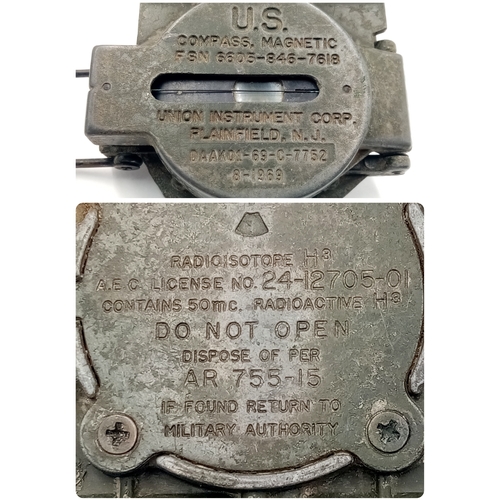 U.S.
COMPASS, MAGNETIC
FSN 6605-846-7618
UNION INSTRUMENT CORP.
PLAINFIELD, N.J.
DAAK01-69-C-7752
8-1969
RADIOISOTOPE H3
A.E.C. LICENSE NO. 24-12705-01
CONTAINS 50mc. RADIOACTIVE H3
DO NOT OPEN
DISPOSE OF PER
AR 755-15
IF FOUND RETURN TO
MILITARY AUTHORITY